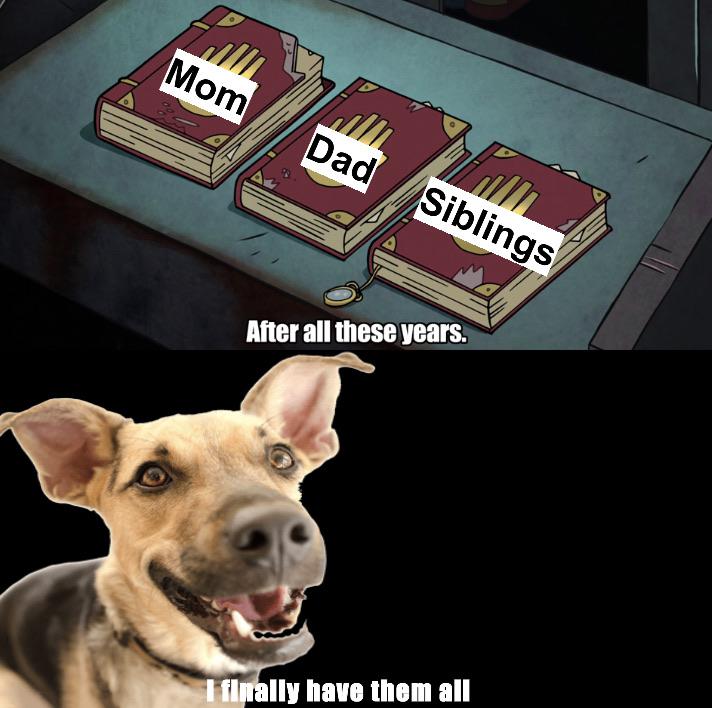 Mom
Dad
Siblings
After all these years.
I finally have them all